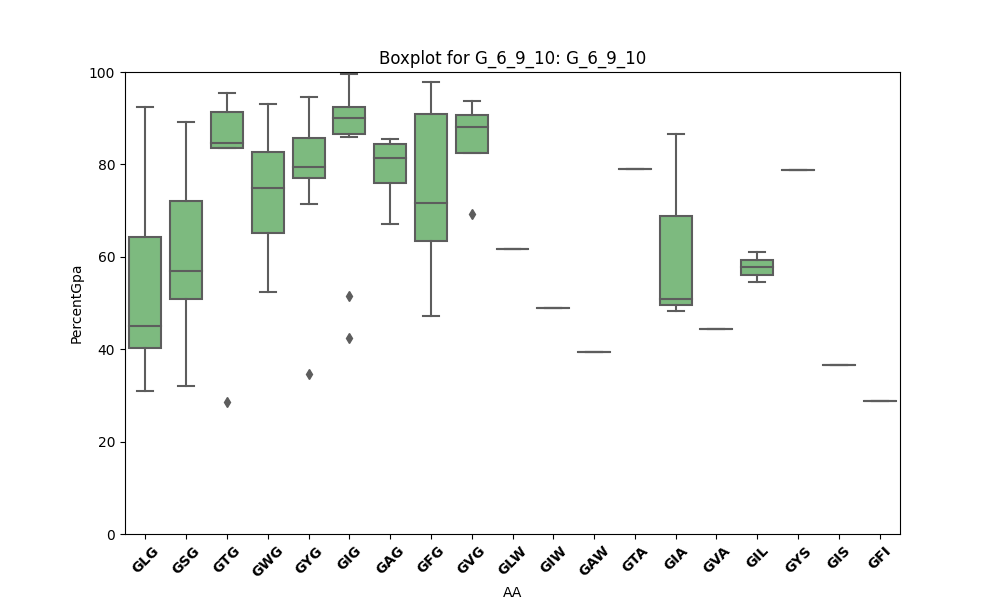 Boxplot for G_6_9_10: G_6_9_10
PercentGpa
100
80
60
40
20
0
GLG GSG GTG GWG GYG GIG GAG GFG GVG GLW GIW GAW GTA GIA GVA GIL GYS GIS GFI
AA